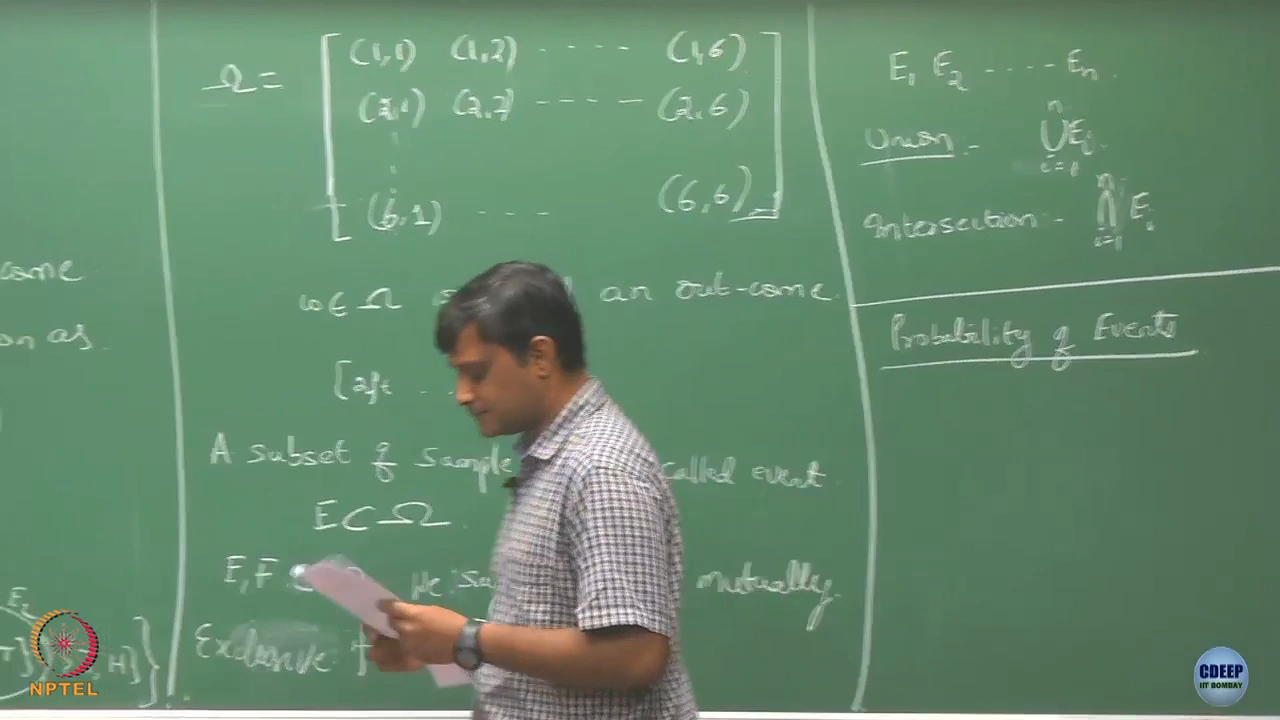 come
on as.
E₂
T} H}
Ω = [ (1,1) (1,2) ---- (1,6)
(2,1) (2,2) ---- (2,6)
(6,1) ---- (6,6) ]
ω ∈ Ω an out-come.
A subset of Sample called event.
E ⊂ Ω.
E, F mutually
Exclusive
E₁ E₂ ---- Eₙ.
Union :- ∪ᵢ₌₁ⁿ Eᵢ.
Intersection :- ∩ᵢ₌₁ⁿ Eᵢ
Probability of Events
NPTEL
CDEEP
IIT BOMBAY